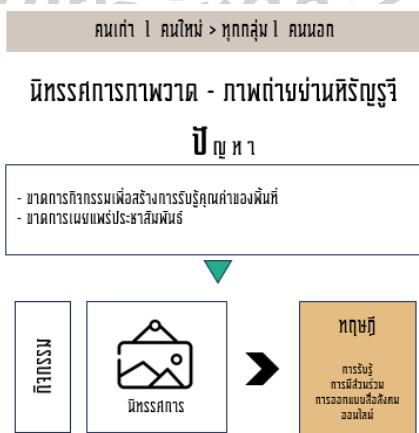 คนเก่า l คนใหม่ > ทุกกลุ่ม l คนนอก
นิทรรศการภาพวาด - ภาพถ่ายย่านหิรัญรูจี
ปัญหา
- ขาดการกิจกรรมเพื่อสร้างการรับรู้คุณค่าของพื้นที่
- ขาดการเผยแพร่ประชาสัมพันธ์
กิจกรรม
นิทรรศการ
ทฤษฎี
การรับรู้
การมีส่วนร่วม
การออกแบบสื่อสังคม
ออนไลน์